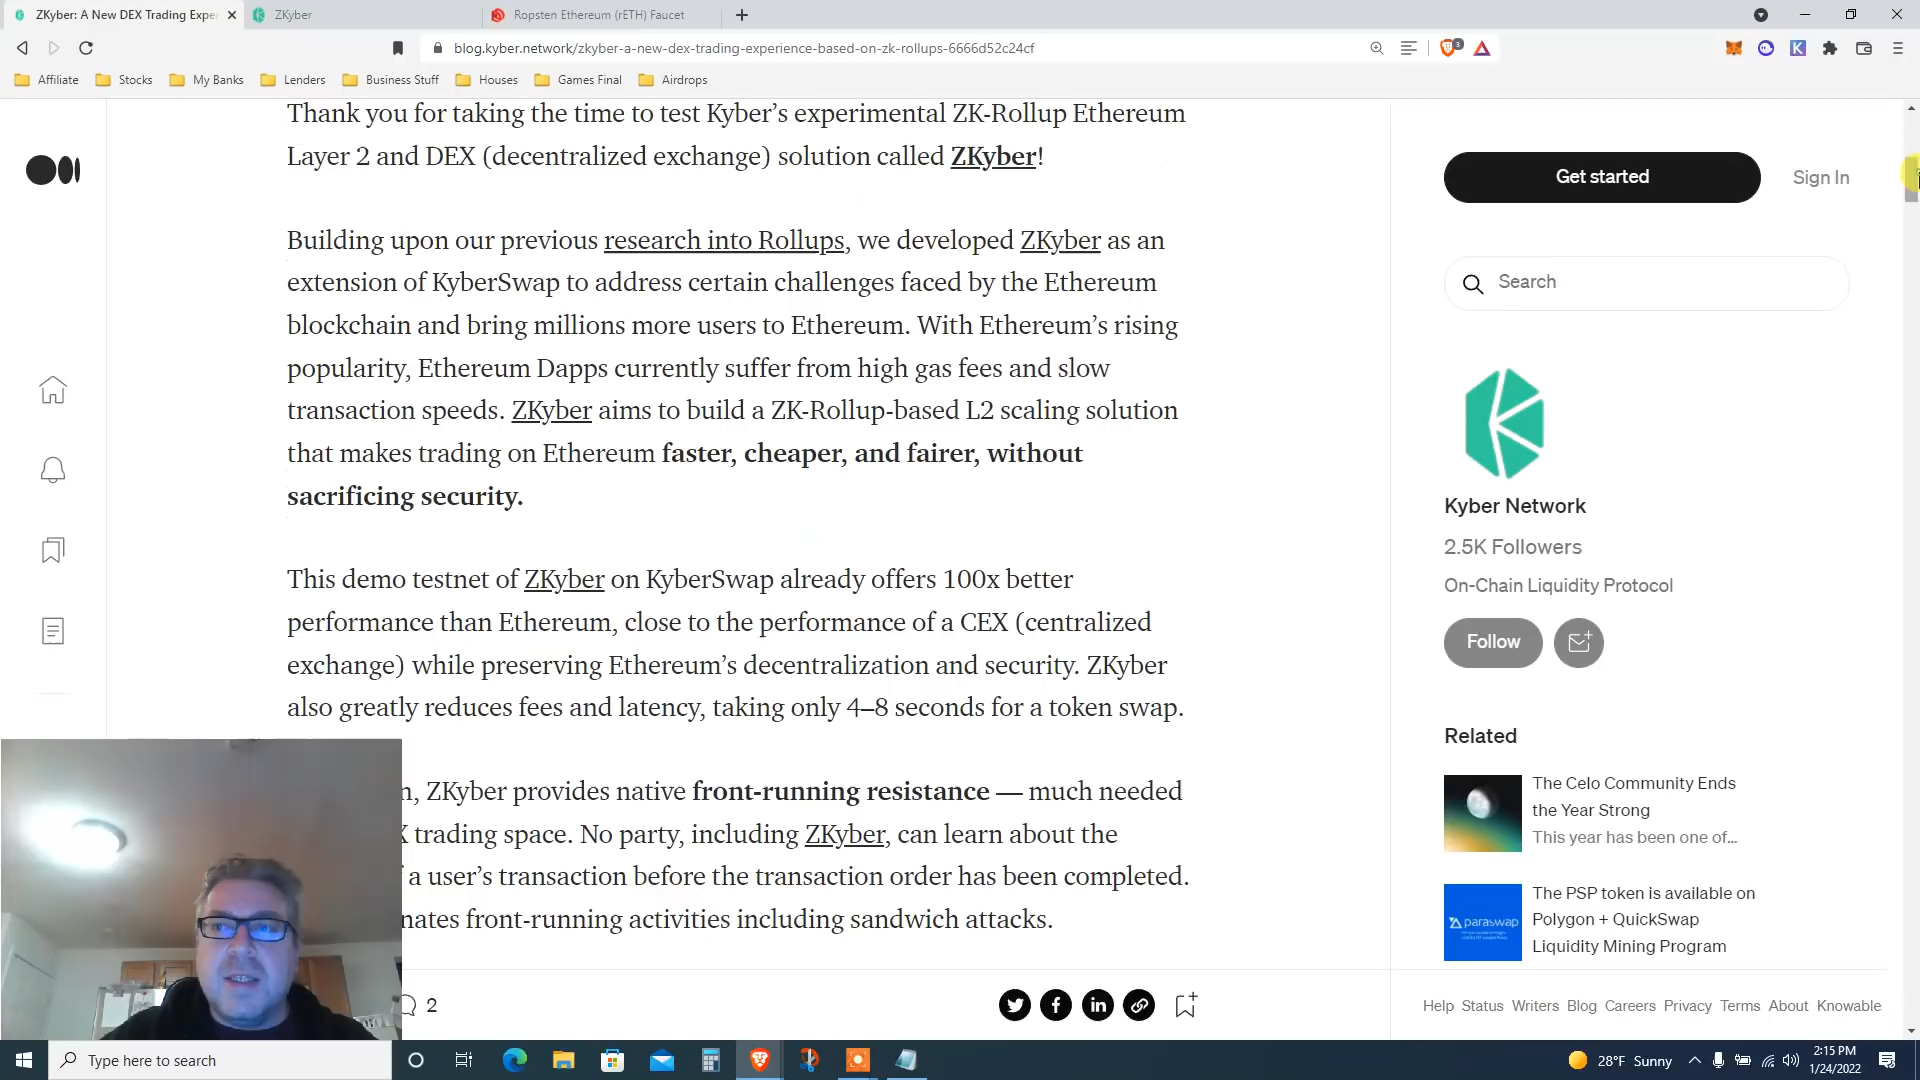 ZKyber: A New DEX Trading Expe
ZKyber
Ropsten Ethereum (rETH) Faucet
blog.kyber.network/zkyber-a-new-dex-trading-experience-based-on-zk-rollups-6666d52c24cf
3
Affiliate
Stocks
My Banks
Lenders
Business Stuff
Houses
Games Final
Airdrops
Thank you for taking the time to test Kyber’s experimental ZK-Rollup Ethereum
Layer 2 and DEX (decentralized exchange) solution called ZKyber!
Building upon our previous research into Rollups, we developed ZKyber as an
extension of KyberSwap to address certain challenges faced by the Ethereum
blockchain and bring millions more users to Ethereum. With Ethereum’s rising
popularity, Ethereum Dapps currently suffer from high gas fees and slow
transaction speeds. ZKyber aims to build a ZK-Rollup-based L2 scaling solution
that makes trading on Ethereum faster, cheaper, and fairer, without
sacrificing security.
This demo testnet of ZKyber on KyberSwap already offers 100x better
performance than Ethereum, close to the performance of a CEX (centralized
exchange) while preserving Ethereum’s decentralization and security. ZKyber
also greatly reduces fees and latency, taking only 4–8 seconds for a token swap.
n, ZKyber provides native front-running resistance — much needed
X trading space. No party, including ZKyber, can learn about the
a user’s transaction before the transaction order has been completed.
nates front-running activities including sandwich attacks.
2
Get started
Sign In
Search
Kyber Network
2.5K Followers
On-Chain Liquidity Protocol
Follow
Related
The Celo Community Ends
the Year Strong
This year has been one of...
paraswap
The PSP token is available on
Polygon + QuickSwap
Liquidity Mining Program
Help Status Writers Blog Careers Privacy Terms About Knowable
Type here to search
28°F Sunny
2:15 PM
1/24/2022